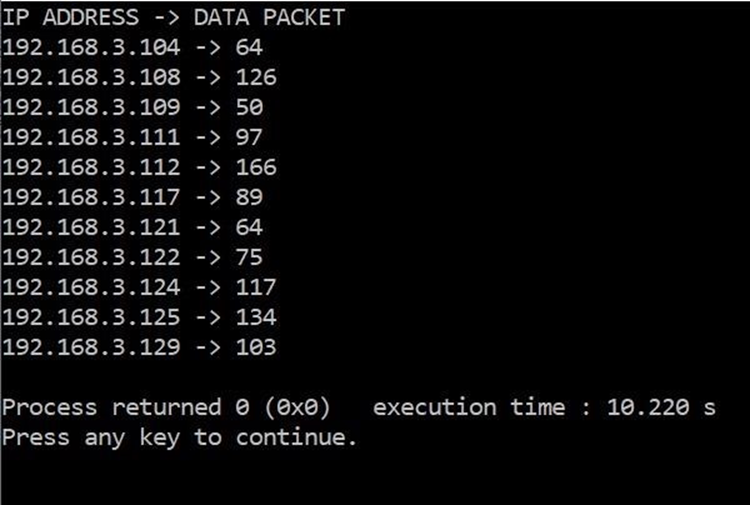 IP ADDRESS -> DATA PACKET
192.168.3.104 -> 64
192.168.3.108 -> 126
192.168.3.109 -> 50
192.168.3.111 -> 97
192.168.3.112 -> 166
192.168.3.117 -> 89
192.168.3.121 -> 64
192.168.3.122 -> 75
192.168.3.124 -> 117
192.168.3.125 -> 134
192.168.3.129 -> 103
Process returned 0 (0x0)   execution time : 10.220 s
Press any key to continue.